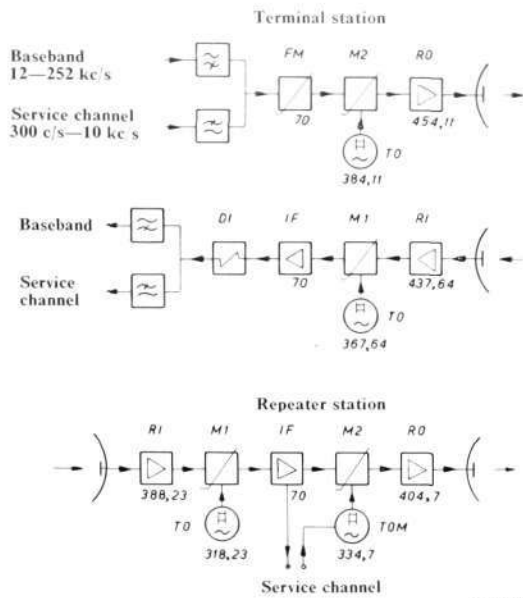 Terminal station
Baseband
12—252 kc/s
FM M2 RO
Service channel
300 c/s—10 kc s
70
454,11
TO
384,11
Baseband
DI IF M1 RI
Service
channel
70
437,64
TO
367,64
Repeater station
RI M1 IF M2 RO
388,23
70
404,7
TO
TOM
318,23
334,7
Service channel